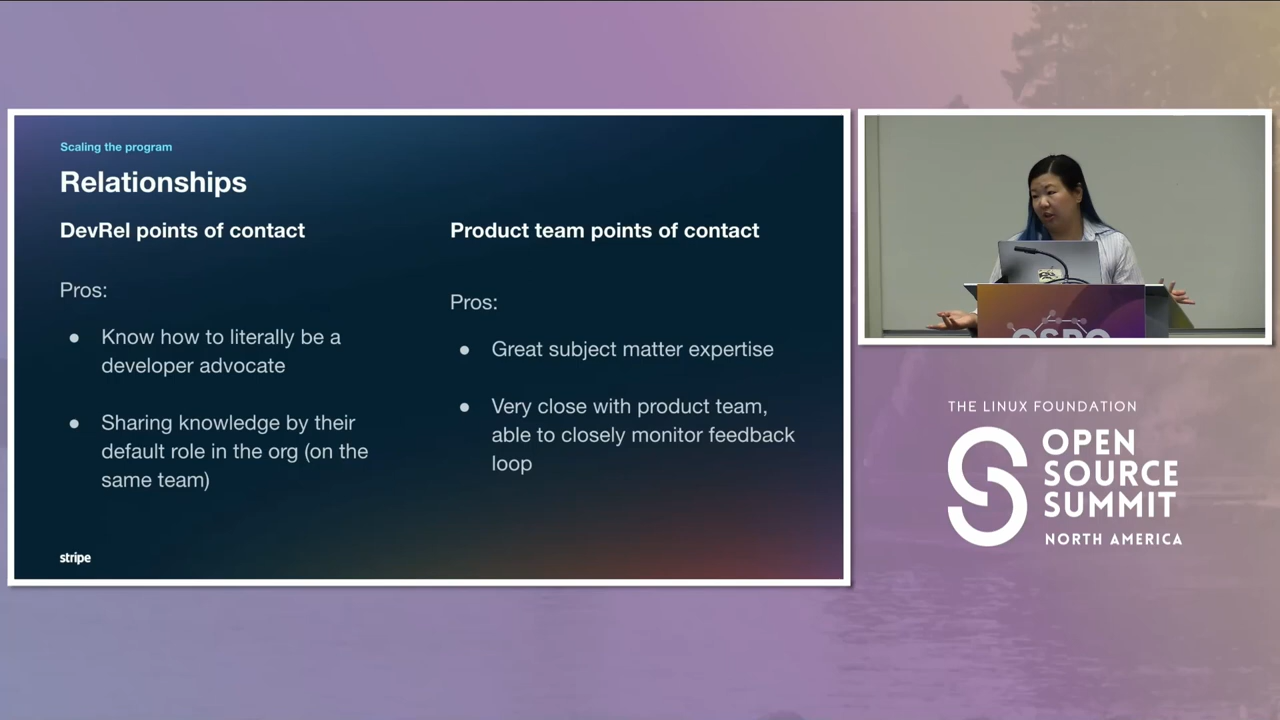 Scaling the program
Relationships
DevRel points of contact
Pros:
● Know how to literally be a
developer advocate
● Sharing knowledge by their
default role in the org (on the
same team)
Product team points of contact
Pros:
● Great subject matter expertise
● Very close with product team,
able to closely monitor feedback
loop
stripe
OSPO
THE LINUX FOUNDATION
OPEN
SOURCE
SUMMIT
NORTH AMERICA